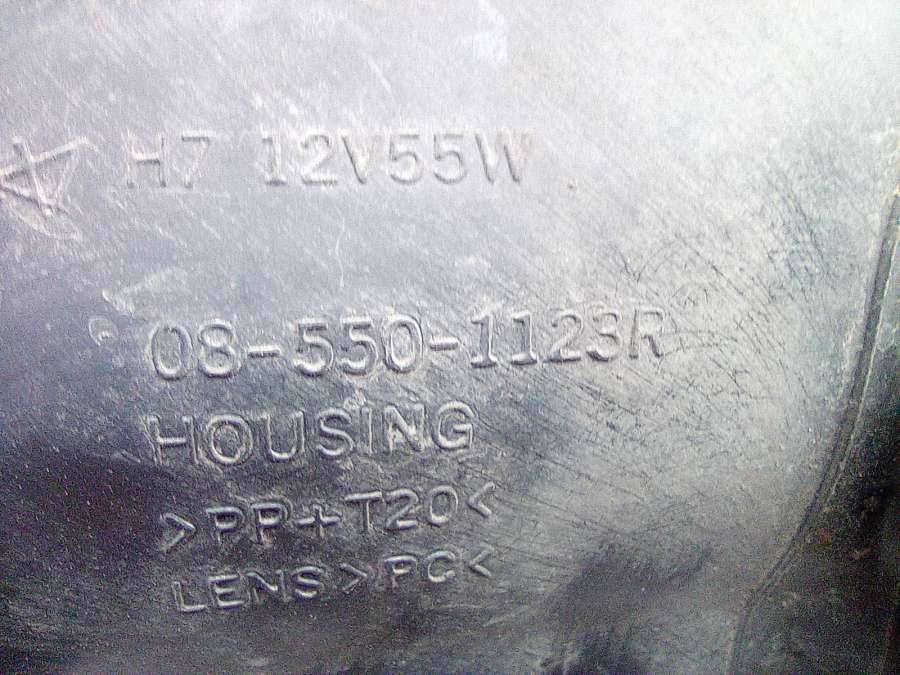 H7 12V55W
08-550-1123R
HOUSING
>PP+T20<
LENS>PC<